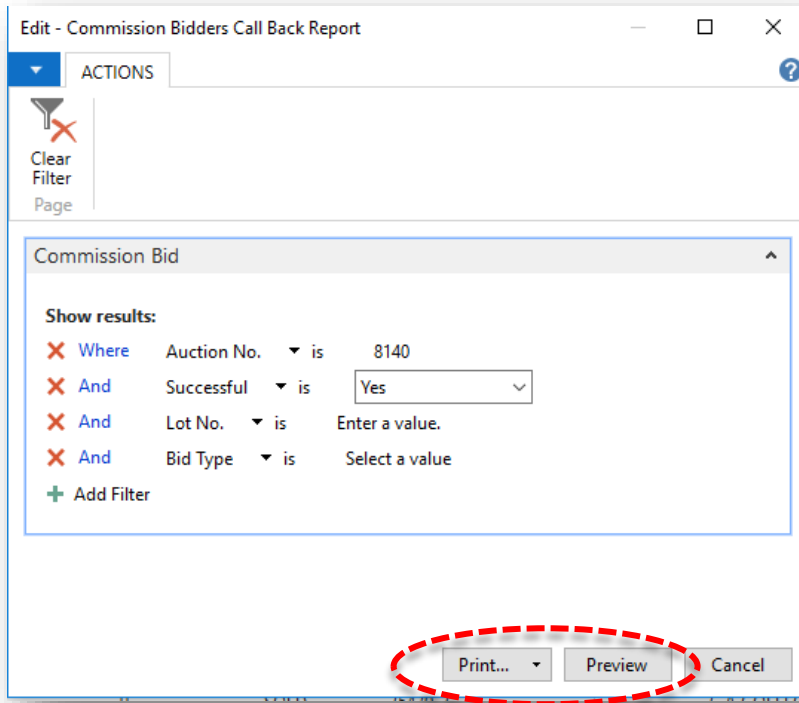 Edit - Commission Bidders Call Back Report
ACTIONS
Clear
Filter
Page
Commission Bid
Show results:
Where Auction No. is 8140
And Successful is Yes
And Lot No. is Enter a value.
And Bid Type is Select a value
Add Filter
Print... Preview Cancel